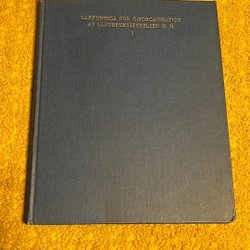 SAKKUNNIGA FÖR OMORGANISATION
AV LANTBRUKSSTYRELSEN M. M.
I